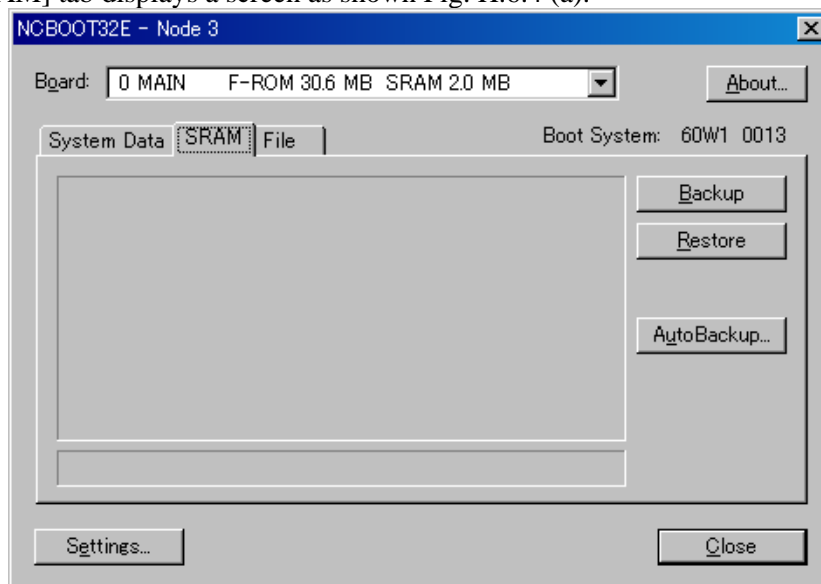 AM] tab displays a screen as shown Fig. H.6.4 (a).
NCBOOT32E - Node 3
Board: 0 MAIN F-ROM 30.6 MB SRAM 2.0 MB About...
System Data SRAM File Boot System: 60W1 0013
Backup
Restore
AutoBackup...
Settings... Close